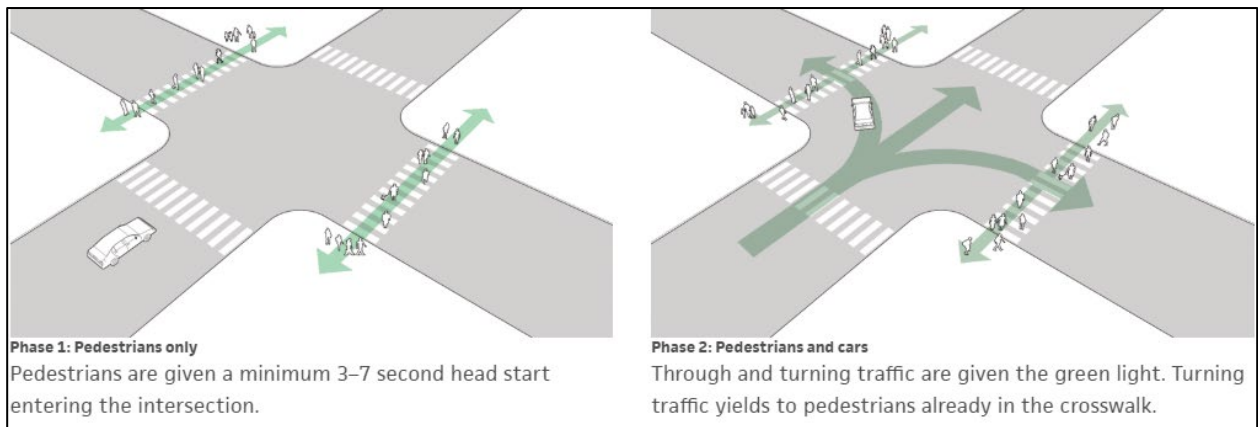 Phase 1: Pedestrians only
Pedestrians are given a minimum 3–7 second head start
entering the intersection.
Phase 2: Pedestrians and cars
Through and turning traffic are given the green light. Turning
traffic yields to pedestrians already in the crosswalk.